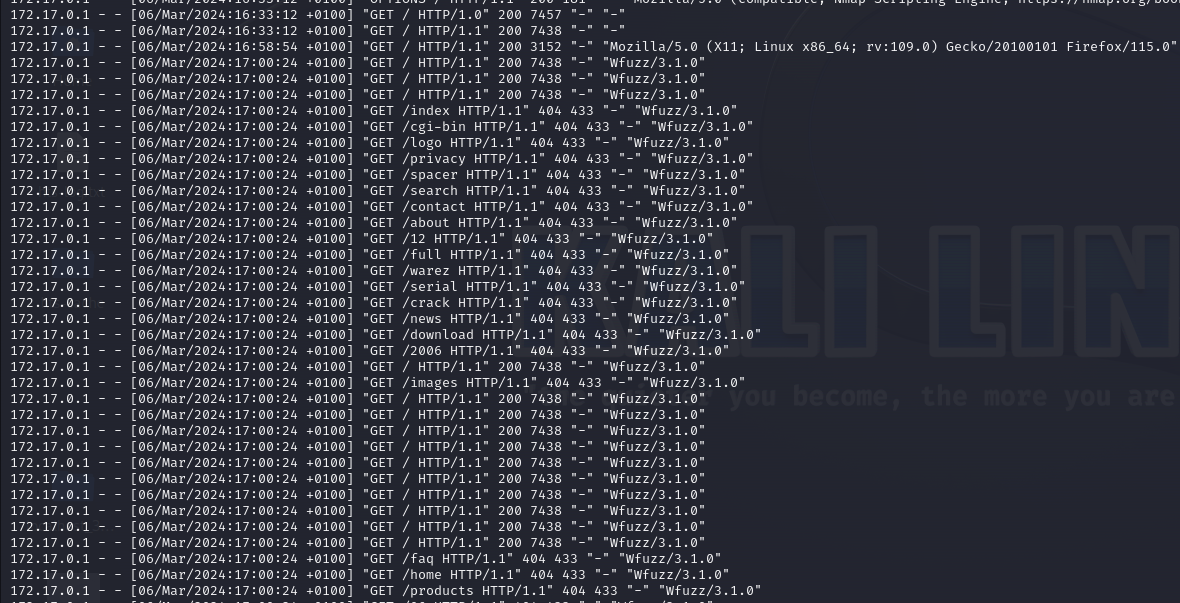 172.17.0.1 - - [06/Mar/2024:16:33:12 +0100] "OPTIONS / HTTP/1.1" 200 181 "-" "Mozilla/5.0 (compatible; Nmap Scripting Engine; https://nmap.org/boo
172.17.0.1 - - [06/Mar/2024:16:33:12 +0100] "GET / HTTP/1.0" 200 7457 "-" "-"
172.17.0.1 - - [06/Mar/2024:16:33:12 +0100] "GET / HTTP/1.1" 200 7438 "-" "-"
172.17.0.1 - - [06/Mar/2024:16:58:54 +0100] "GET / HTTP/1.1" 200 3152 "-" "Mozilla/5.0 (X11; Linux x86_64; rv:109.0) Gecko/20100101 Firefox/115.0"
172.17.0.1 - - [06/Mar/2024:17:00:24 +0100] "GET / HTTP/1.1" 200 7438 "-" "Wfuzz/3.1.0"
172.17.0.1 - - [06/Mar/2024:17:00:24 +0100] "GET / HTTP/1.1" 200 7438 "-" "Wfuzz/3.1.0"
172.17.0.1 - - [06/Mar/2024:17:00:24 +0100] "GET / HTTP/1.1" 200 7438 "-" "Wfuzz/3.1.0"
172.17.0.1 - - [06/Mar/2024:17:00:24 +0100] "GET /index HTTP/1.1" 404 433 "-" "Wfuzz/3.1.0"
172.17.0.1 - - [06/Mar/2024:17:00:24 +0100] "GET /cgi-bin HTTP/1.1" 404 433 "-" "Wfuzz/3.1.0"
172.17.0.1 - - [06/Mar/2024:17:00:24 +0100] "GET /logo HTTP/1.1" 404 433 "-" "Wfuzz/3.1.0"
172.17.0.1 - - [06/Mar/2024:17:00:24 +0100] "GET /privacy HTTP/1.1" 404 433 "-" "Wfuzz/3.1.0"
172.17.0.1 - - [06/Mar/2024:17:00:24 +0100] "GET /spacer HTTP/1.1" 404 433 "-" "Wfuzz/3.1.0"
172.17.0.1 - - [06/Mar/2024:17:00:24 +0100] "GET /search HTTP/1.1" 404 433 "-" "Wfuzz/3.1.0"
172.17.0.1 - - [06/Mar/2024:17:00:24 +0100] "GET /contact HTTP/1.1" 404 433 "-" "Wfuzz/3.1.0"
172.17.0.1 - - [06/Mar/2024:17:00:24 +0100] "GET /about HTTP/1.1" 404 433 "-" "Wfuzz/3.1.0"
172.17.0.1 - - [06/Mar/2024:17:00:24 +0100] "GET /12 HTTP/1.1" 404 433 "-" "Wfuzz/3.1.0"
172.17.0.1 - - [06/Mar/2024:17:00:24 +0100] "GET /full HTTP/1.1" 404 433 "-" "Wfuzz/3.1.0"
172.17.0.1 - - [06/Mar/2024:17:00:24 +0100] "GET /warez HTTP/1.1" 404 433 "-" "Wfuzz/3.1.0"
172.17.0.1 - - [06/Mar/2024:17:00:24 +0100] "GET /serial HTTP/1.1" 404 433 "-" "Wfuzz/3.1.0"
172.17.0.1 - - [06/Mar/2024:17:00:24 +0100] "GET /crack HTTP/1.1" 404 433 "-" "Wfuzz/3.1.0"
172.17.0.1 - - [06/Mar/2024:17:00:24 +0100] "GET /news HTTP/1.1" 404 433 "-" "Wfuzz/3.1.0"
172.17.0.1 - - [06/Mar/2024:17:00:24 +0100] "GET /download HTTP/1.1" 404 433 "-" "Wfuzz/3.1.0"
172.17.0.1 - - [06/Mar/2024:17:00:24 +0100] "GET /2006 HTTP/1.1" 404 433 "-" "Wfuzz/3.1.0"
172.17.0.1 - - [06/Mar/2024:17:00:24 +0100] "GET / HTTP/1.1" 200 7438 "-" "Wfuzz/3.1.0"
172.17.0.1 - - [06/Mar/2024:17:00:24 +0100] "GET /images HTTP/1.1" 404 433 "-" "Wfuzz/3.1.0"
172.17.0.1 - - [06/Mar/2024:17:00:24 +0100] "GET / HTTP/1.1" 200 7438 "-" "Wfuzz/3.1.0"
172.17.0.1 - - [06/Mar/2024:17:00:24 +0100] "GET / HTTP/1.1" 200 7438 "-" "Wfuzz/3.1.0"
172.17.0.1 - - [06/Mar/2024:17:00:24 +0100] "GET / HTTP/1.1" 200 7438 "-" "Wfuzz/3.1.0"
172.17.0.1 - - [06/Mar/2024:17:00:24 +0100] "GET / HTTP/1.1" 200 7438 "-" "Wfuzz/3.1.0"
172.17.0.1 - - [06/Mar/2024:17:00:24 +0100] "GET / HTTP/1.1" 200 7438 "-" "Wfuzz/3.1.0"
172.17.0.1 - - [06/Mar/2024:17:00:24 +0100] "GET / HTTP/1.1" 200 7438 "-" "Wfuzz/3.1.0"
172.17.0.1 - - [06/Mar/2024:17:00:24 +0100] "GET / HTTP/1.1" 200 7438 "-" "Wfuzz/3.1.0"
172.17.0.1 - - [06/Mar/2024:17:00:24 +0100] "GET / HTTP/1.1" 200 7438 "-" "Wfuzz/3.1.0"
172.17.0.1 - - [06/Mar/2024:17:00:24 +0100] "GET / HTTP/1.1" 200 7438 "-" "Wfuzz/3.1.0"
172.17.0.1 - - [06/Mar/2024:17:00:24 +0100] "GET / HTTP/1.1" 200 7438 "-" "Wfuzz/3.1.0"
172.17.0.1 - - [06/Mar/2024:17:00:24 +0100] "GET /faq HTTP/1.1" 404 433 "-" "Wfuzz/3.1.0"
172.17.0.1 - - [06/Mar/2024:17:00:24 +0100] "GET /home HTTP/1.1" 404 433 "-" "Wfuzz/3.1.0"
172.17.0.1 - - [06/Mar/2024:17:00:24 +0100] "GET /products HTTP/1.1" 404 433 "-" "Wfuzz/3.1.0"
KALI LIN
you become, the more you are